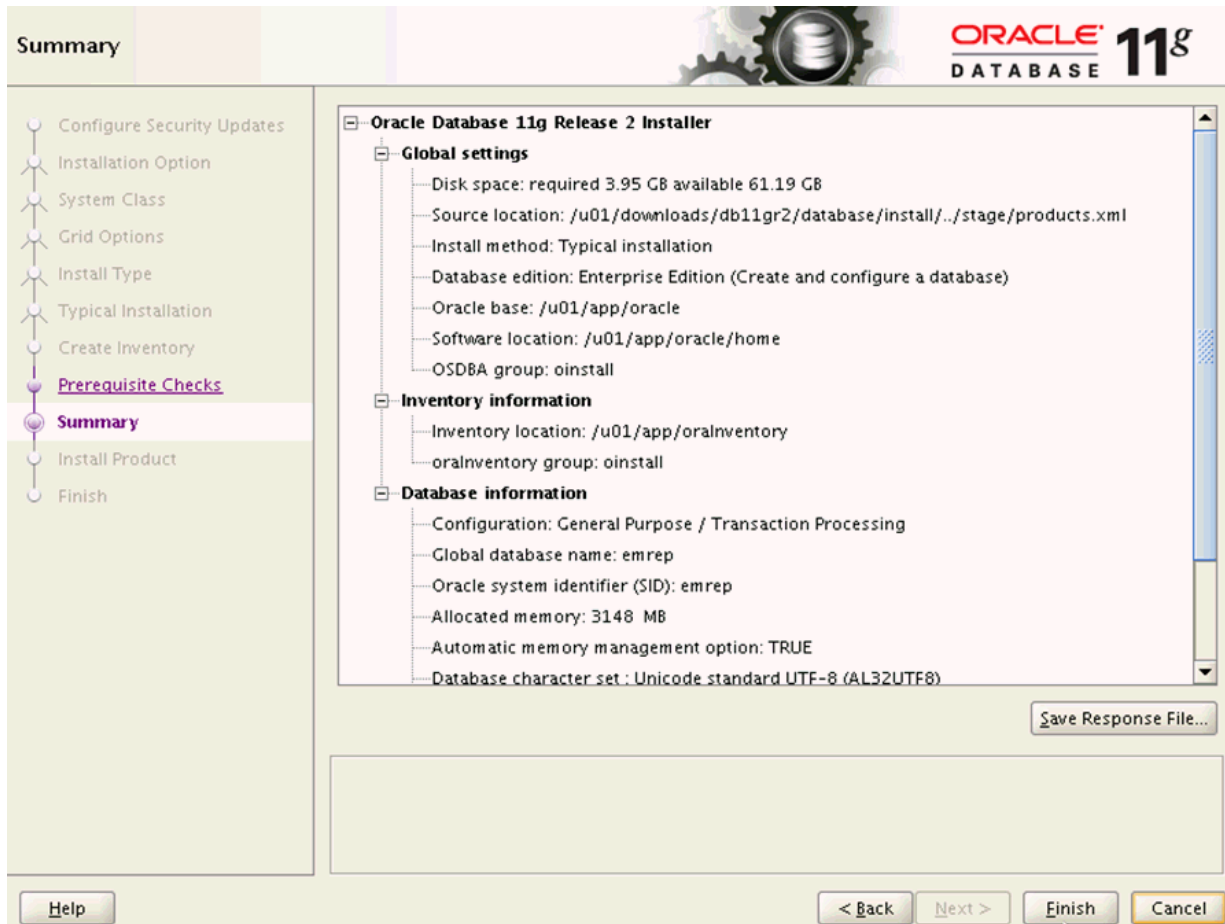 Summary
ORACLE
DATABASE
11g
Configure Security Updates
Installation Option
System Class
Grid Options
Install Type
Typical Installation
Create Inventory
Prerequisite Checks
Summary
Install Product
Finish
Oracle Database 11g Release 2 Installer
Global settings
Disk space: required 3.95 GB available 61.19 GB
Source location: /u01/downloads/db11gr2/database/install/../stage/products.xml
Install method: Typical installation
Database edition: Enterprise Edition (Create and configure a database)
Oracle base: /u01/app/oracle
Software location: /u01/app/oracle/home
OSDBA group: oinstall
Inventory information
Inventory location: /u01/app/oraInventory
oraInventory group: oinstall
Database information
Configuration: General Purpose / Transaction Processing
Global database name: emrep
Oracle system identifier (SID): emrep
Allocated memory: 3148 MB
Automatic memory management option: TRUE
Database character set : Unicode standard UTF-8 (AL32UTF8)
Save Response File...
Help
< Back
Next >
Finish
Cancel